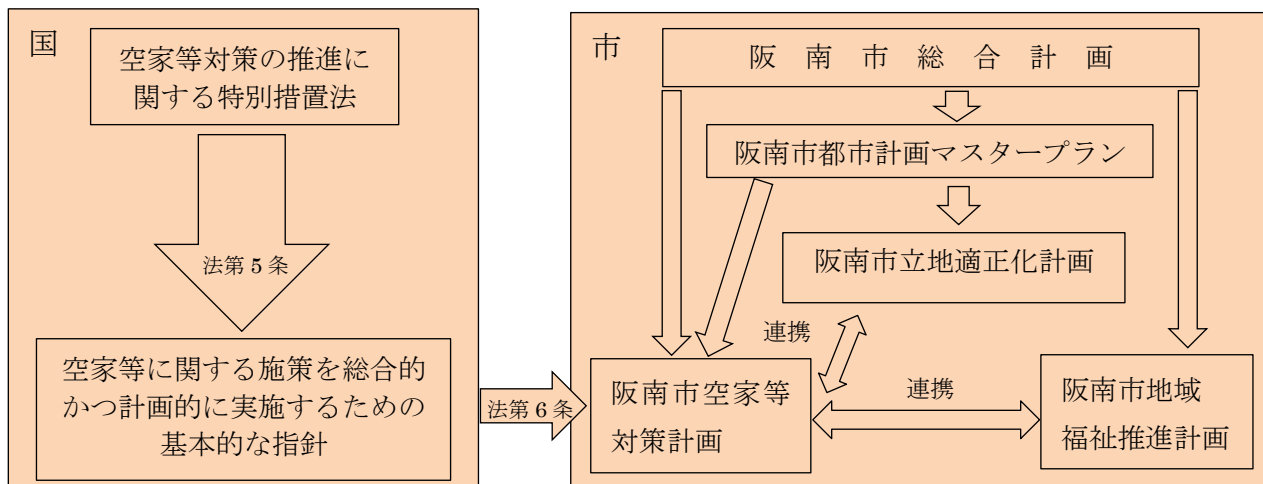 国
空家等対策の推進に
関する特別措置法
法第5条
空家等に関する施策を総合的
かつ計画的に実施するための
基本的な指針
法第6条
市
阪南市総合計画
阪南市都市計画マスタープラン
阪南市立地適正化計画
連携
阪南市空家等
対策計画
連携
阪南市地域
福祉推進計画